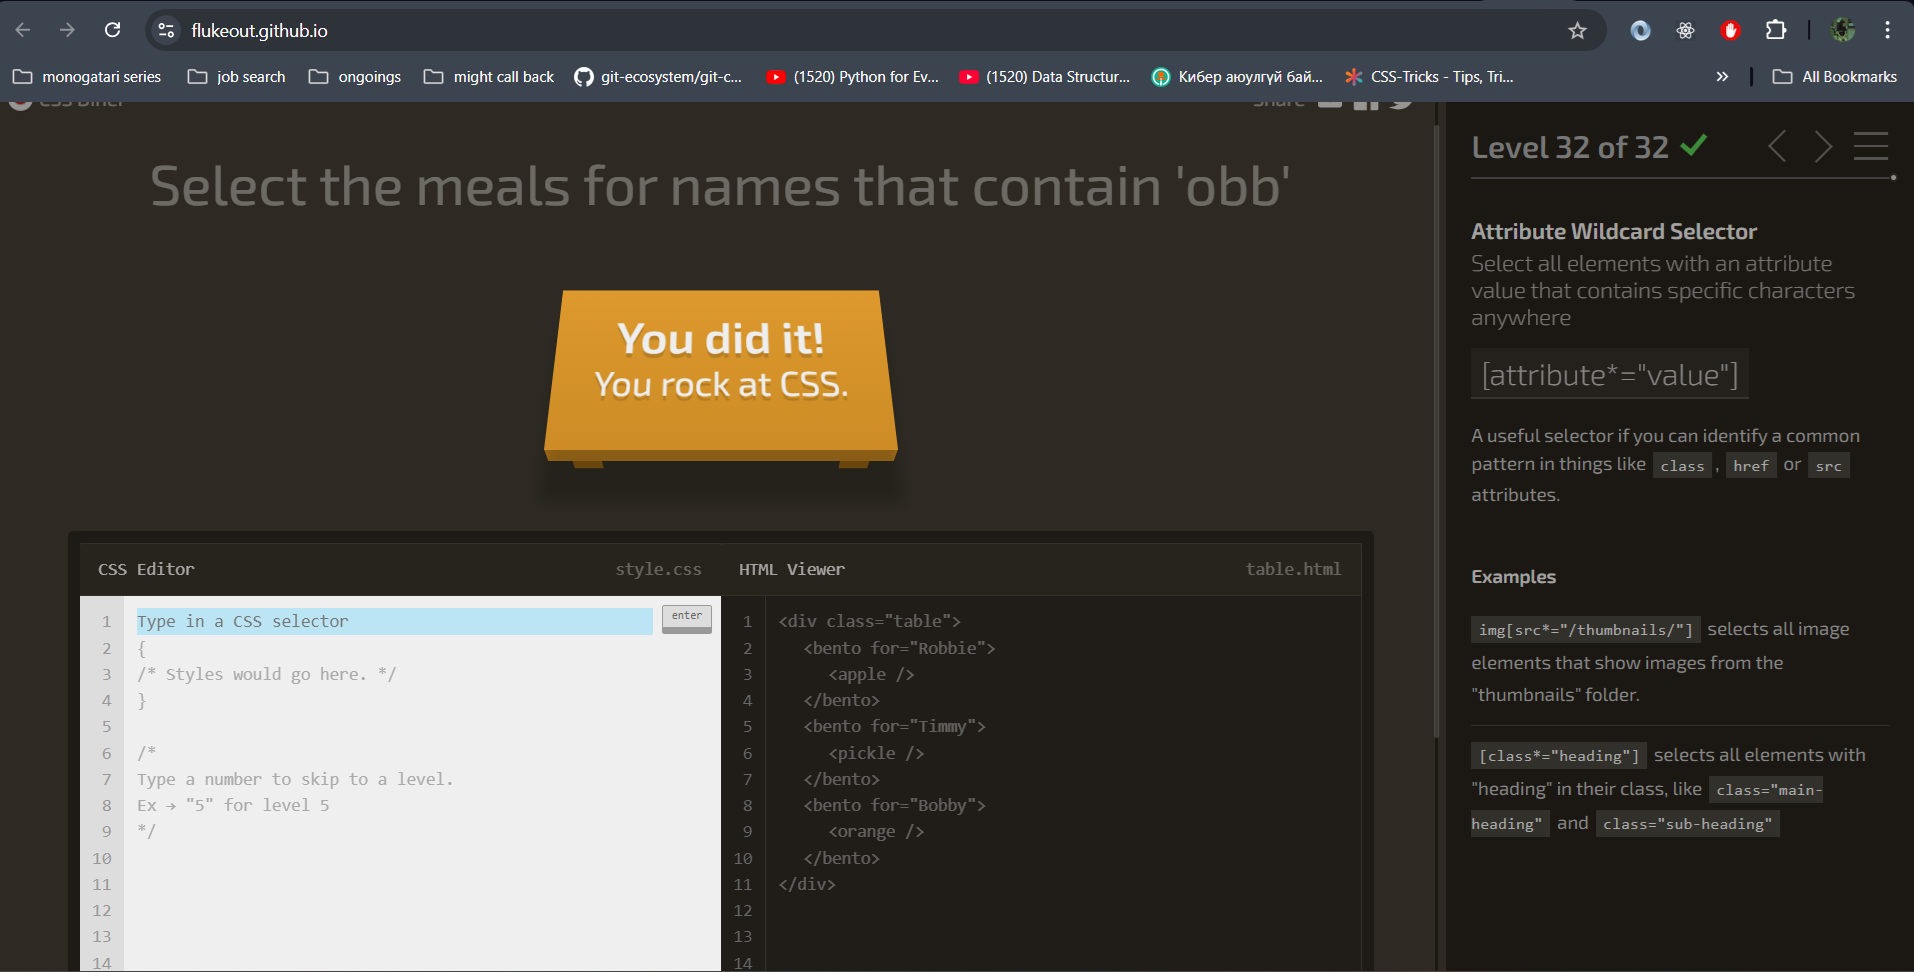 flukeout.github.io
monogatari series
job search
ongoings
might call back
git-ecosystem/git-c...
(1520) Python for Ev...
(1520) Data Structur...
Кибер аюулгүй бай...
CSS-Tricks - Tips, Tri...
All Bookmarks
CSS Diner
Share
Select the meals for names that contain 'obb'
You did it!
You rock at CSS.
CSS Editor
style.css
1 Type in a CSS selector
enter
2 {
3 /* Styles would go here. */
4 }
5
6 /*
7 Type a number to skip to a level.
8 Ex → "5" for level 5
9 */
10
11
12
13
14
HTML Viewer
table.html
1 <div class="table">
2 <bento for="Robbie">
3 <apple />
4 </bento>
5 <bento for="Timmy">
6 <pickle />
7 </bento>
8 <bento for="Bobby">
9 <orange />
10 </bento>
11 </div>
12
13
14
Level 32 of 32
Attribute Wildcard Selector
Select all elements with an attribute
value that contains specific characters
anywhere
[attribute*="value"]
A useful selector if you can identify a common
pattern in things like class , href or src
attributes.
Examples
img[src*="/thumbnails/"] selects all image
elements that show images from the
"thumbnails" folder.
[class*="heading"] selects all elements with
"heading" in their class, like class="main-
heading" and class="sub-heading"